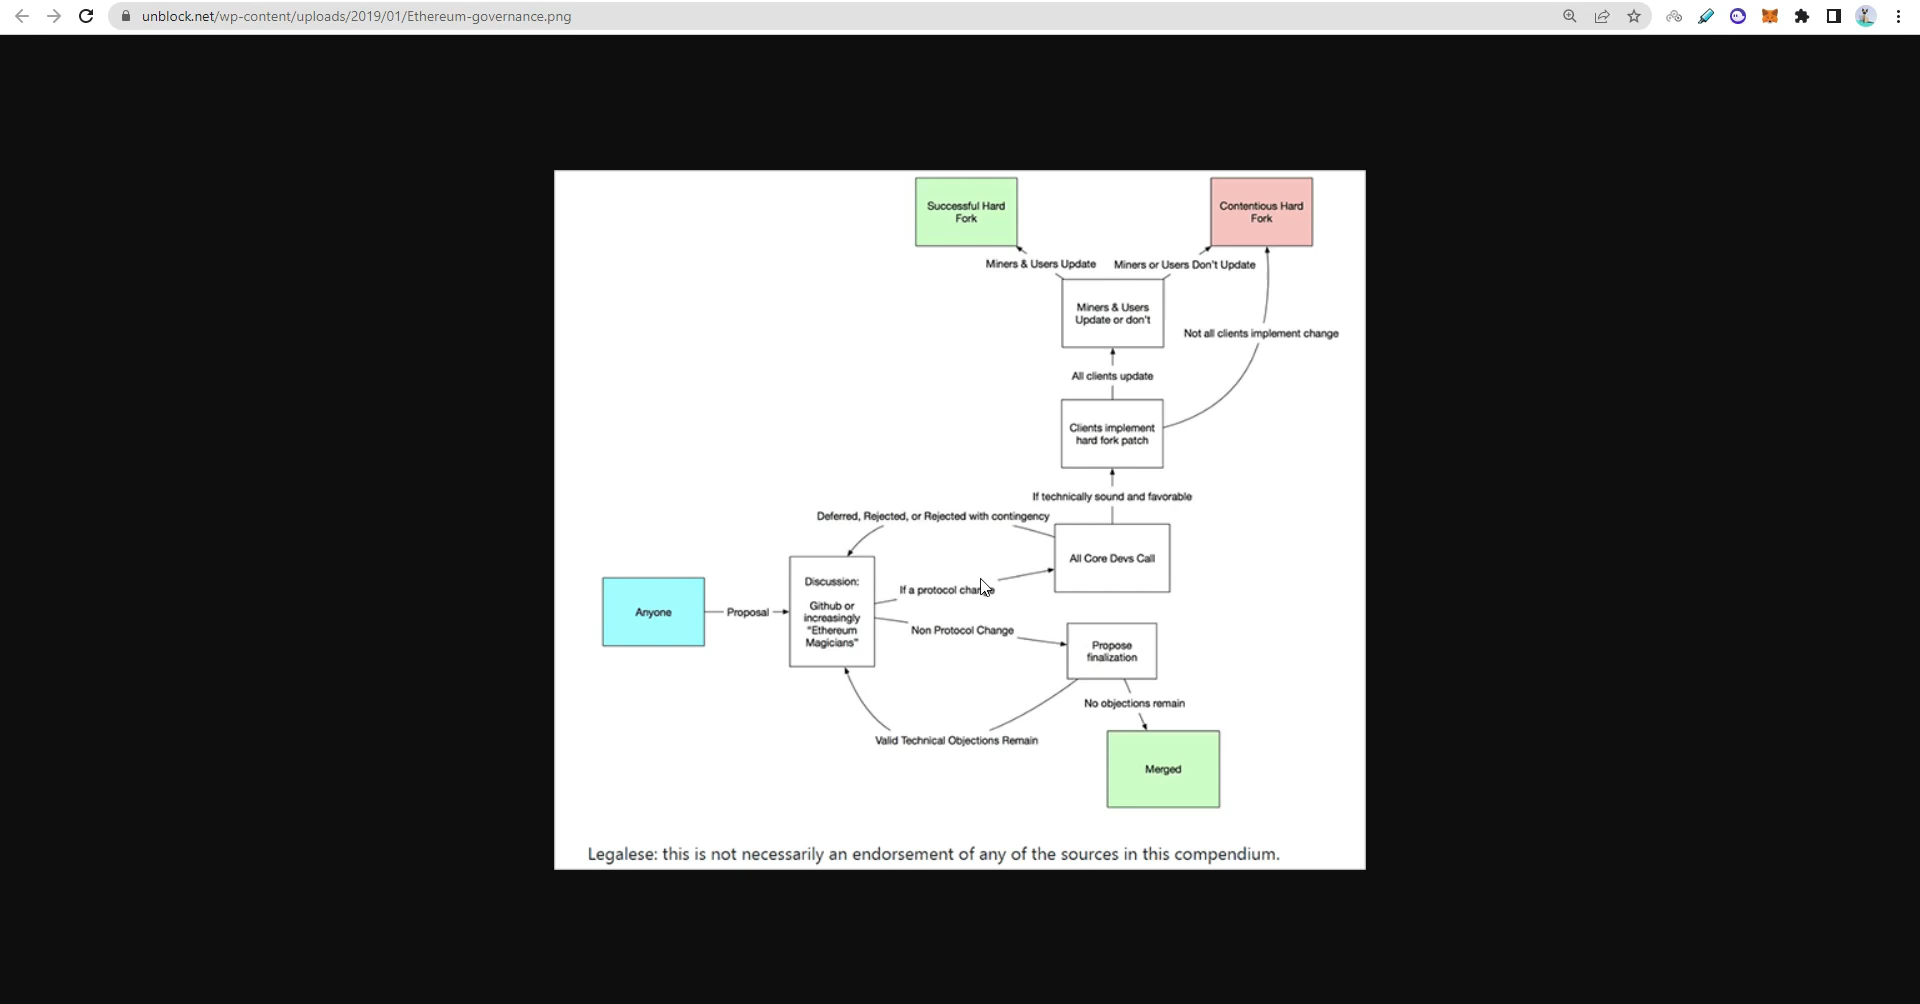 unblock.net/wp-content/uploads/2019/01/Ethereum-governance.png
Successful Hard
Fork
Contentious Hard
Fork
Miners & Users Update
Miners or Users Don't Update
Miners & Users
Update or don't
Not all clients implement change
All clients update
Clients implement
hard fork patch
If technically sound and favorable
Deferred, Rejected, or Rejected with contingency
All Core Devs Call
Discussion:
Github or
increasingly
"Ethereum
Magicians"
If a protocol change
Anyone
Proposal
Non Protocol Change
Propose
finalization
No objections remain
Valid Technical Objections Remain
Merged
Legalese: this is not necessarily an endorsement of any of the sources in this compendium.